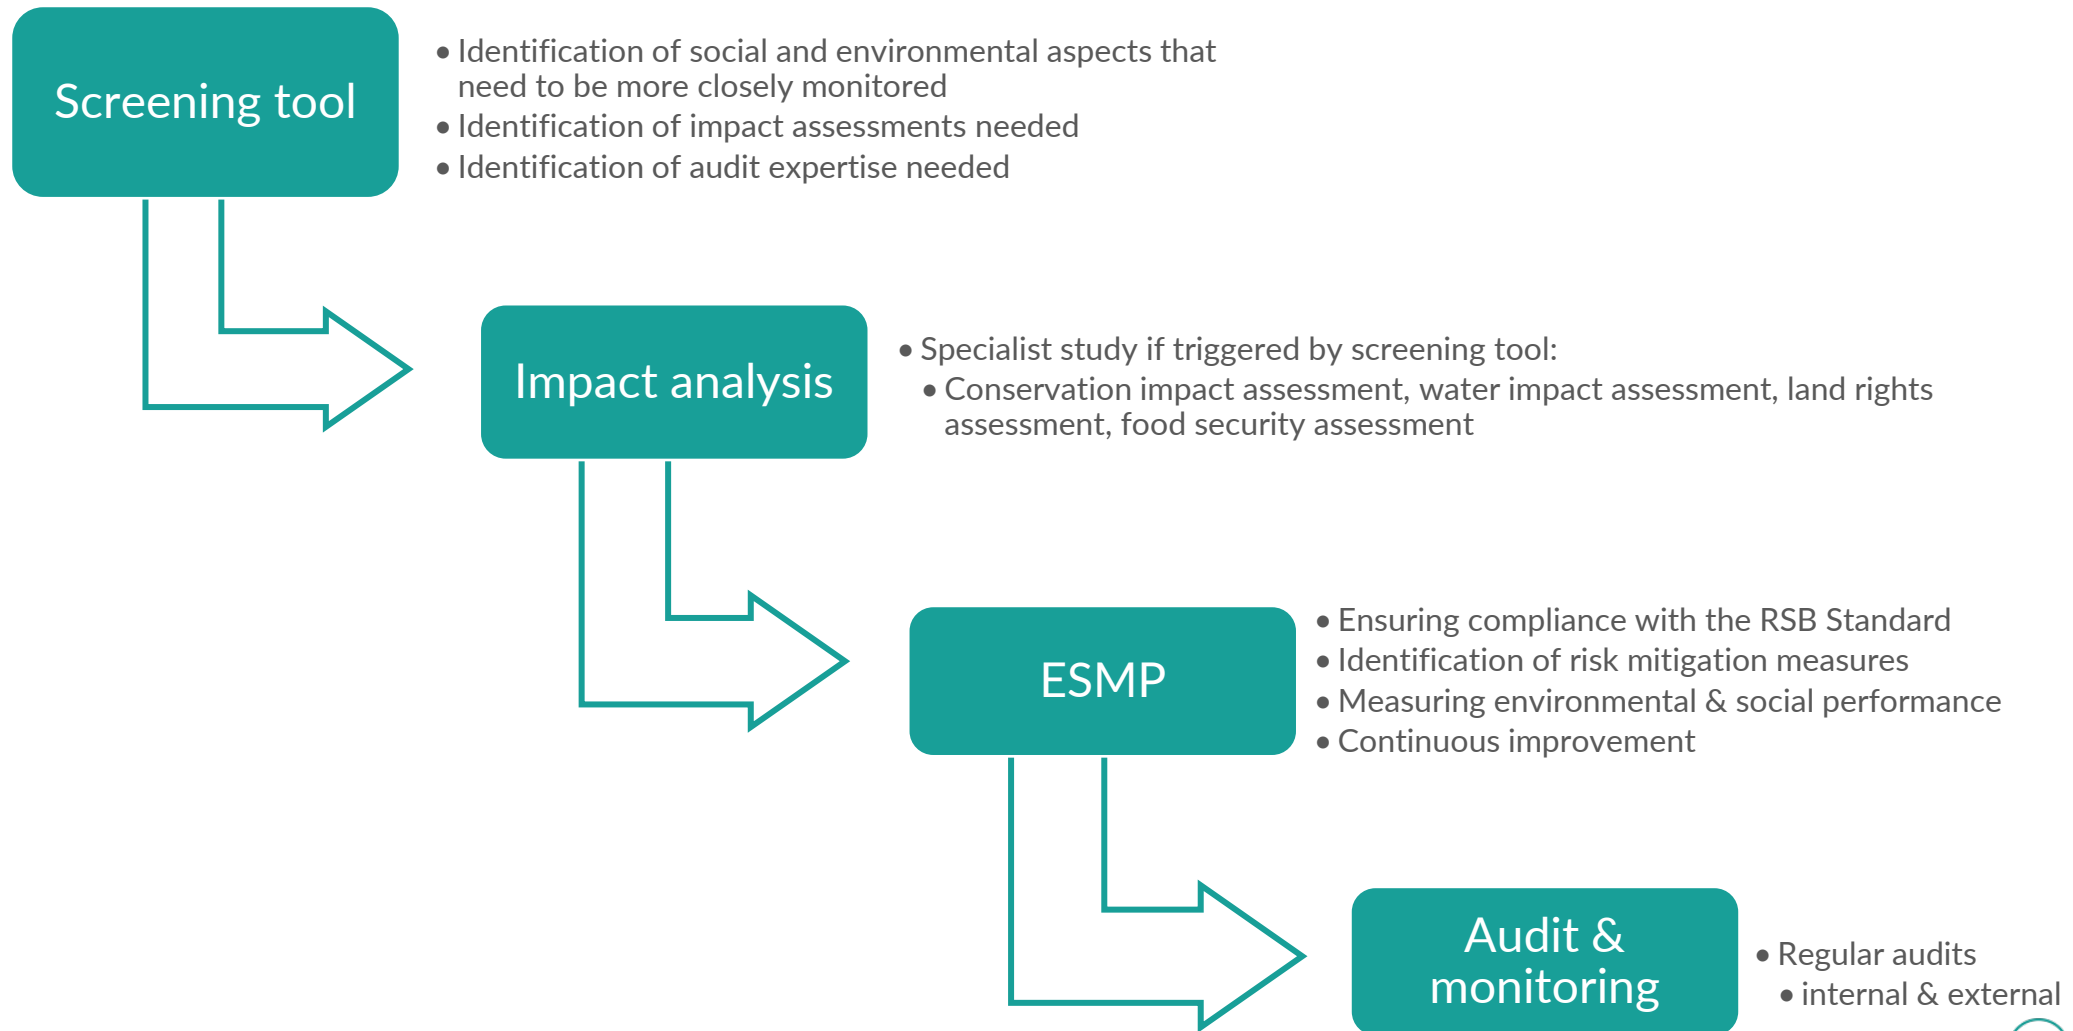 Screening tool
• Identification of social and environmental aspects that
need to be more closely monitored
• Identification of impact assessments needed
• Identification of audit expertise needed
Impact analysis
• Specialist study if triggered by screening tool:
• Conservation impact assessment, water impact assessment, land rights
assessment, food security assessment
ESMP
• Ensuring compliance with the RSB Standard
• Identification of risk mitigation measures
• Measuring environmental & social performance
• Continuous improvement
Audit &
monitoring
• Regular audits
• internal & external